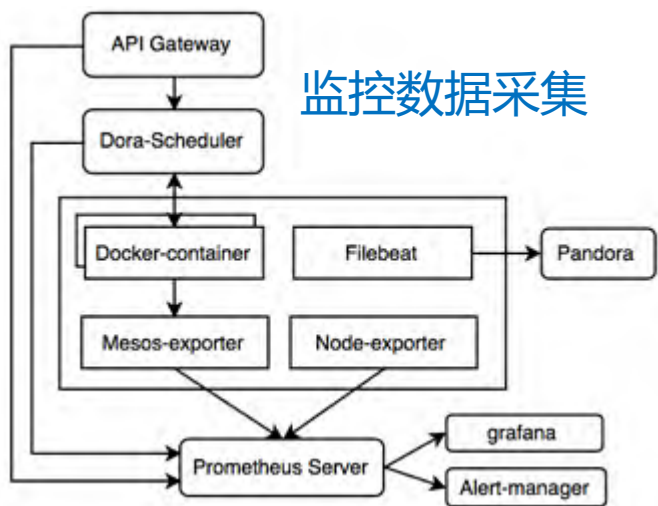 API Gateway
监控数据采集
Dora-Scheduler
Docker-container
Filebeat
Pandora
Mesos-exporter
Node-exporter
grafana
Prometheus Server
Alert-manager